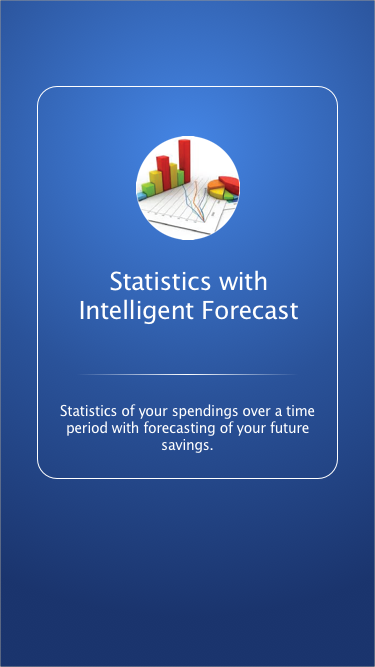 Statistics with
Intelligent Forecast
Statistics of your spendings over a time
period with forecasting of your future
savings.